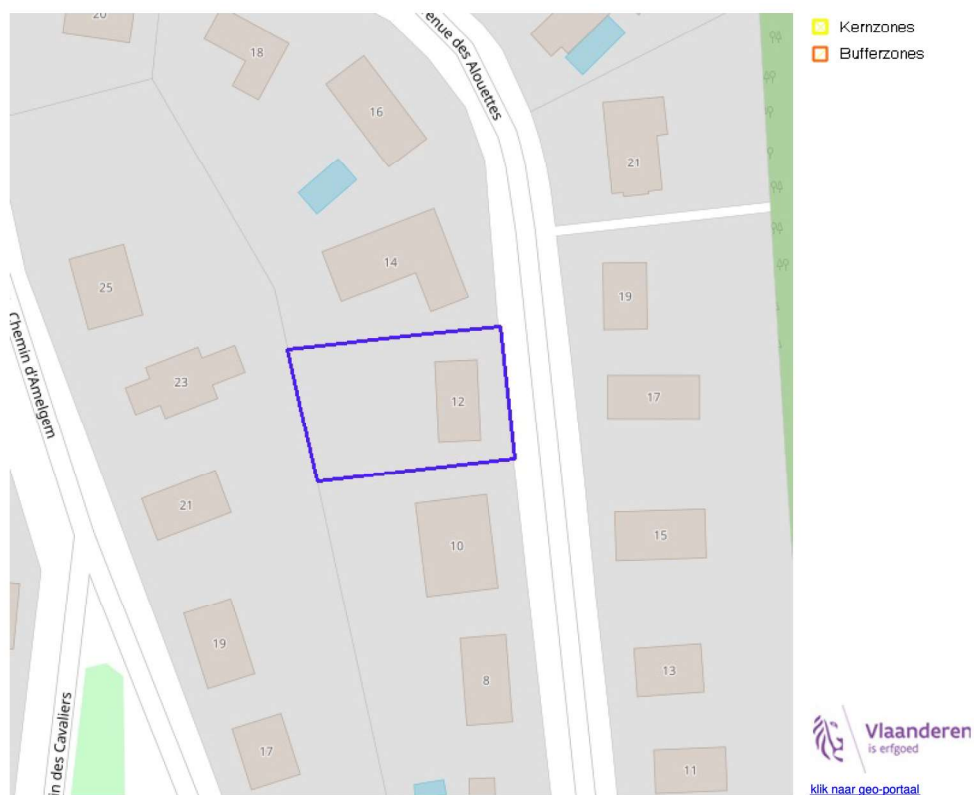 20
18
16
enue des Alouettes
21
Kernzones
Bufferzones
25
14
19
Chemin d'Amelgem
23
12
17
21
10
15
19
8
13
in des Cavaliers
17
11
Vlaanderen
is erfgoed
klik naar geo-portaal